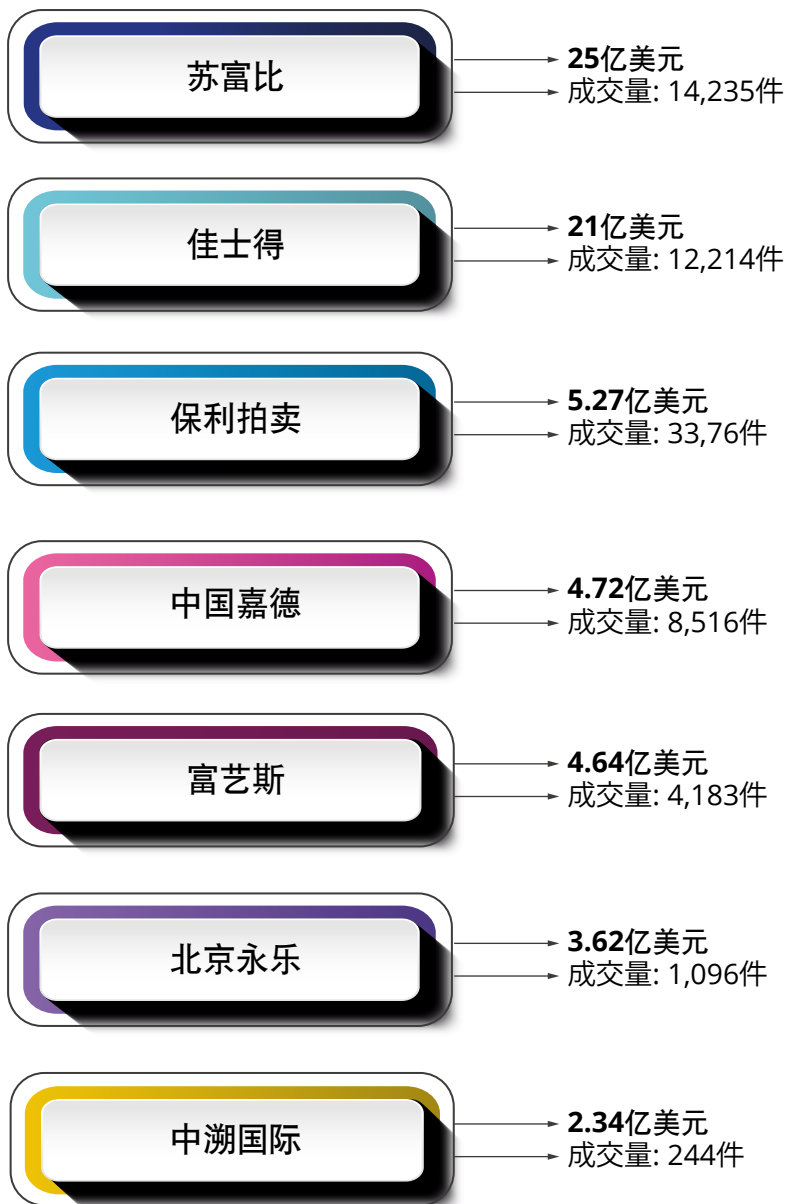 苏富比
25亿美元
成交量: 14,235件
佳士得
21亿美元
成交量: 12,214件
保利拍卖
5.27亿美元
成交量: 33,76件
中国嘉德
4.72亿美元
成交量: 8,516件
富艺斯
4.64亿美元
成交量: 4,183件
北京永乐
3.62亿美元
成交量: 1,096件
中溯国际
2.34亿美元
成交量: 244件